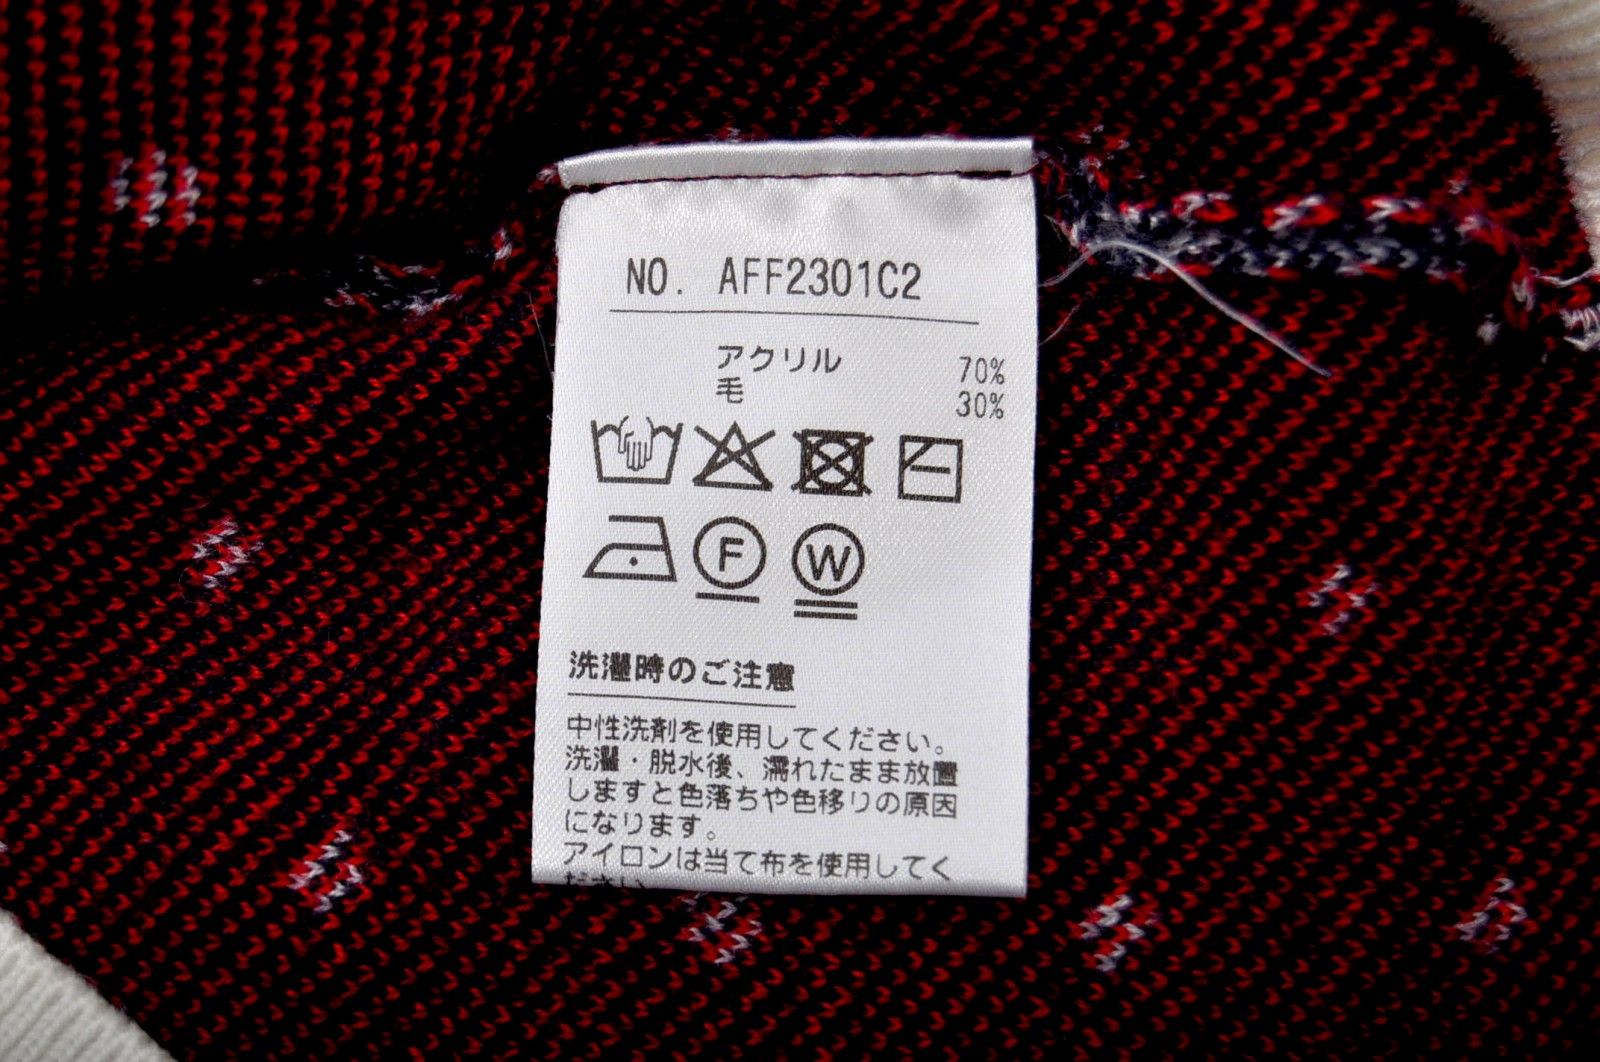 NO. AFF2301C2
アクリル 70%
毛 30%
F W
洗濯時のご注意
中性洗剤を使用してください。
洗濯・脱水後、濡れたまま放置
しますと色落ちや色移りの原因
になります。
アイロンは当て布を使用してく
ださい